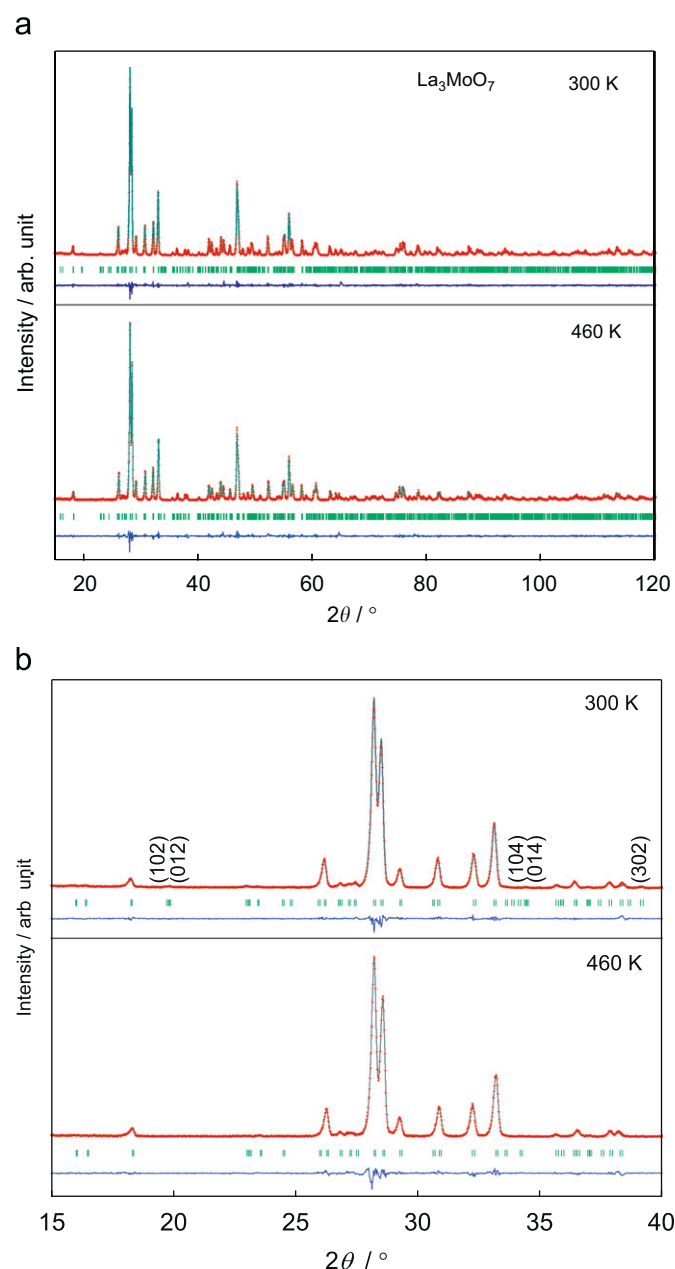 a
La₃MoO₇ 300 K
Intensity / arb. unit
460 K
20 40 60 80 100 120
2θ / °
b
300 K
(102)
(012)
(104)
(014)
(302)
Intensity / arb unit
460 K
15 20 25 30 35 40
2θ / °